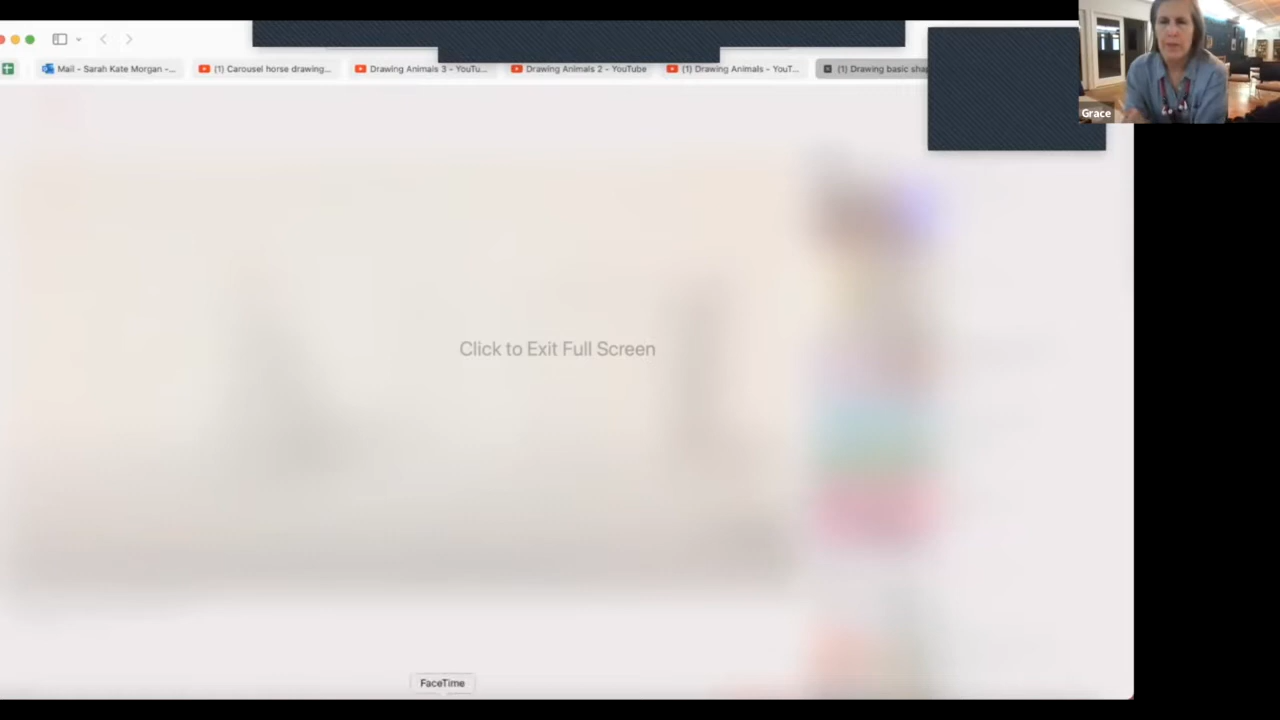 Mail - Sarah Kate Morgan -...
(1) Carousel horse drawing...
Drawing Animals 3 - YouTu...
Drawing Animals 2 - YouTube
(1) Drawing Animals - YouT...
(1) Drawing basic
Grace
Click to Exit Full Screen
FaceTime